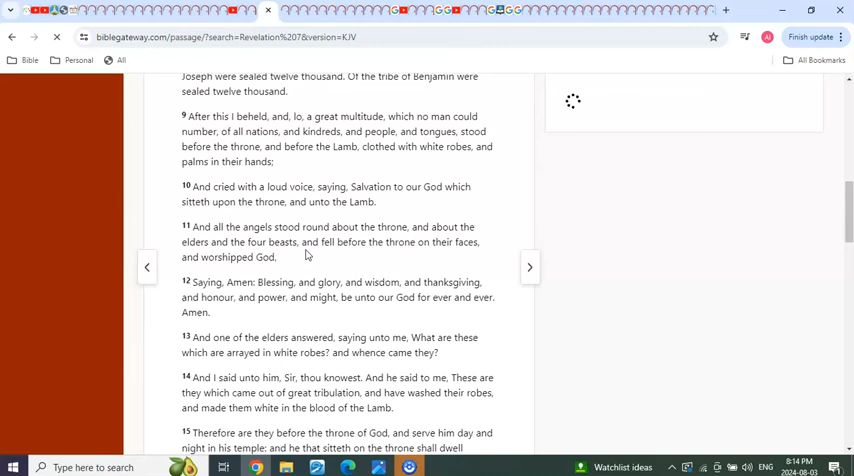 biblegateway.com/passage/?search=Revelation%207&version=KJV
AI
Finish update
Bible
Personal
All
All Bookmarks
Joseph were sealed twelve thousand. Of the tribe of Benjamin were
sealed twelve thousand.
9 After this I beheld, and, lo, a great multitude, which no man could
number, of all nations, and kindreds, and people, and tongues, stood
before the throne, and before the Lamb, clothed with white robes, and
palms in their hands;
10 And cried with a loud voice, saying, Salvation to our God which
sitteth upon the throne, and unto the Lamb.
11 And all the angels stood round about the throne, and about the
elders and the four beasts, and fell before the throne on their faces,
and worshipped God,
12 Saying, Amen: Blessing, and glory, and wisdom, and thanksgiving,
and honour, and power, and might, be unto our God for ever and ever.
Amen.
13 And one of the elders answered, saying unto me, What are these
which are arrayed in white robes? and whence came they?
14 And I said unto him, Sir, thou knowest. And he said to me, These are
they which came out of great tribulation, and have washed their robes,
and made them white in the blood of the Lamb.
15 Therefore are they before the throne of God, and serve him day and
night in his temple: and he that sitteth on the throne shall dwell
Type here to search
Watchlist ideas
ENG
8:14 PM
2024-08-03